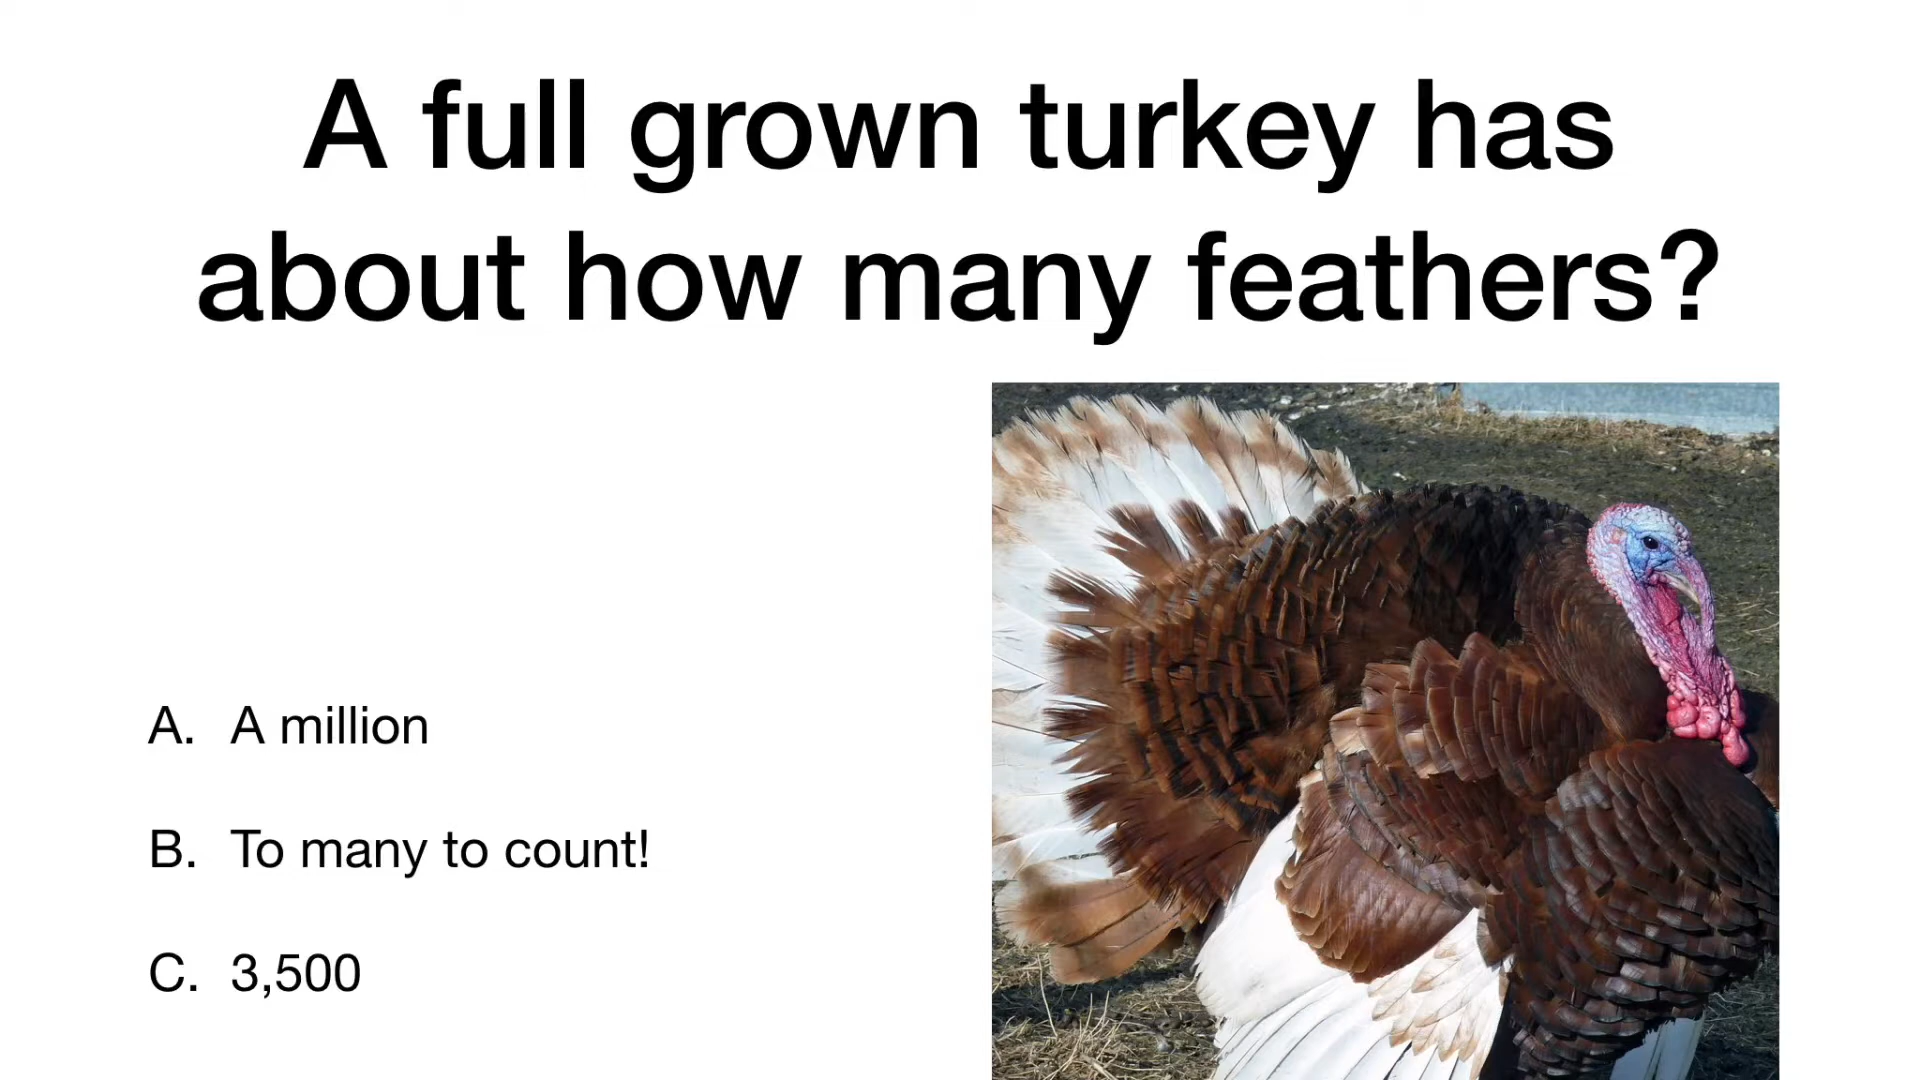 A full grown turkey has
about how many feathers?
A. A million
B. To many to count!
C. 3,500